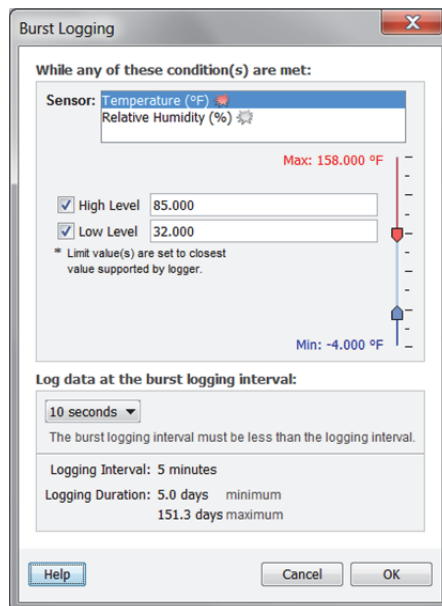 Burst Logging
While any of these condition(s) are met:
Sensor: Temperature (ºF)
Relative Humidity (%)
Max: 158.000 ºF
High Level 85.000
Low Level 32.000
* Limit value(s) are set to closest
value supported by logger.
Min: -4.000 ºF
Log data at the burst logging interval:
10 seconds
The burst logging interval must be less than the logging interval.
Logging Interval: 5 minutes
Logging Duration: 5.0 days minimum
151.3 days maximum
Help Cancel OK